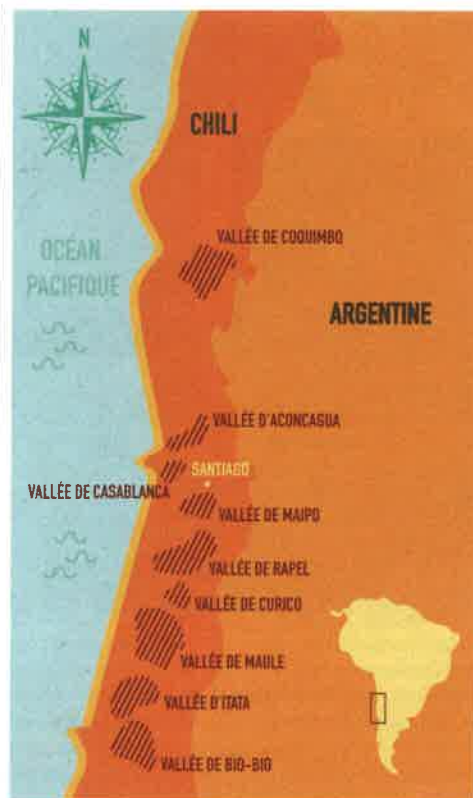 N
CHILI
VALLÉE DE COQUIMBO
OCÉAN
PACIFIQUE
ARGENTINE
VALLÉE D'ACONCAGUA
SANTIAGO
VALLÉE DE CASABLANCA
VALLÉE DE MAIPO
VALLÉE DE RAPEL
VALLÉE DE CURICO
VALLÉE DE MAULE
VALLÉE D'ITATA
VALLÉE DE BIO-BIO